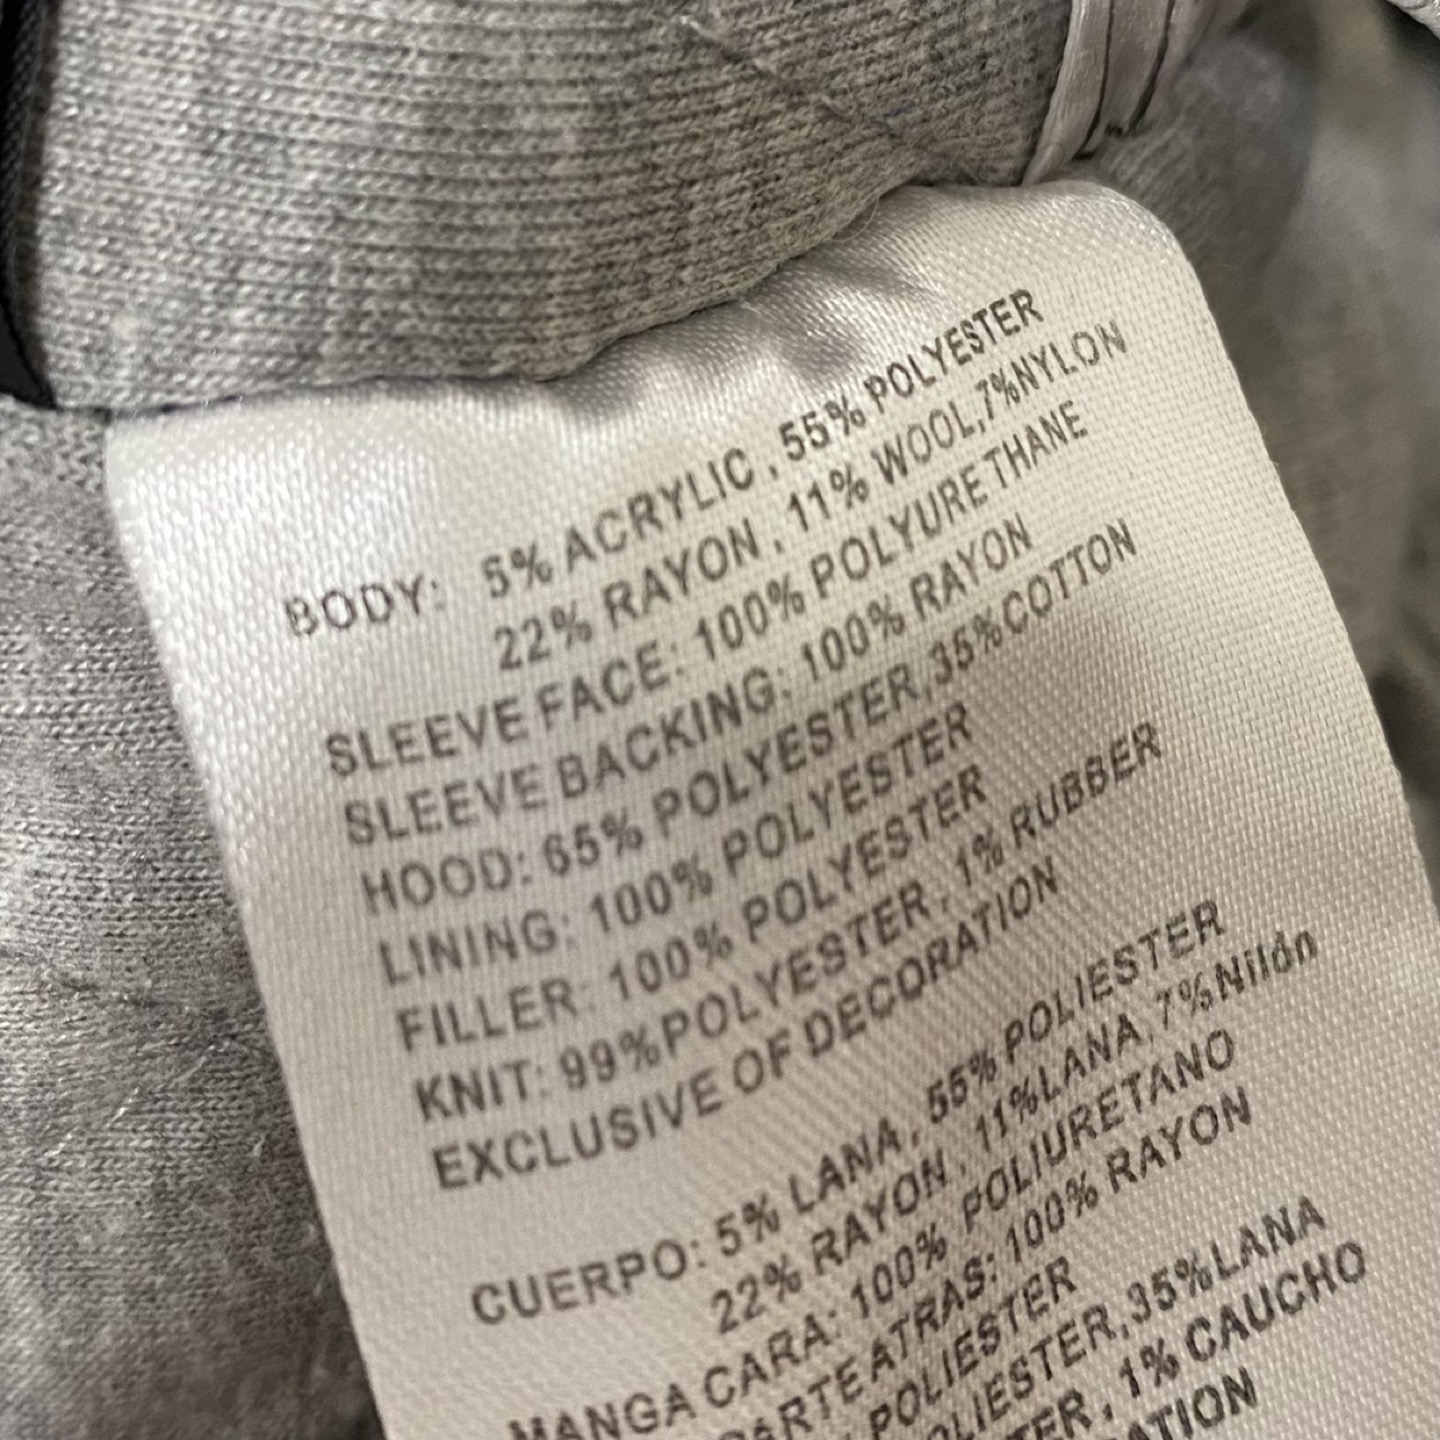 BODY: 5% ACRYLIC, 55% POLYESTER
22% RAYON, 11% WOOL,7%NYLON
SLEEVE FACE: 100% POLYURETHANE
SLEEVE BACKING: 100% RAYON
HOOD: 65% POLYESTER,35%COTTON
LINING: 100% POLYESTER
FILLER: 100% POLYESTER
KNIT: 99%POLYESTER, 1% RUBBER
EXCLUSIVE OF DECORATION
CUERPO: 5% LANA, 55% POLIESTER
22% RAYON, 11%LANA,7%Nilón
MANGA CARA: 100% POLIURETANO
ATRAS: 100% RAYON
POLIESTER
35%LANA
1% CAUCHO